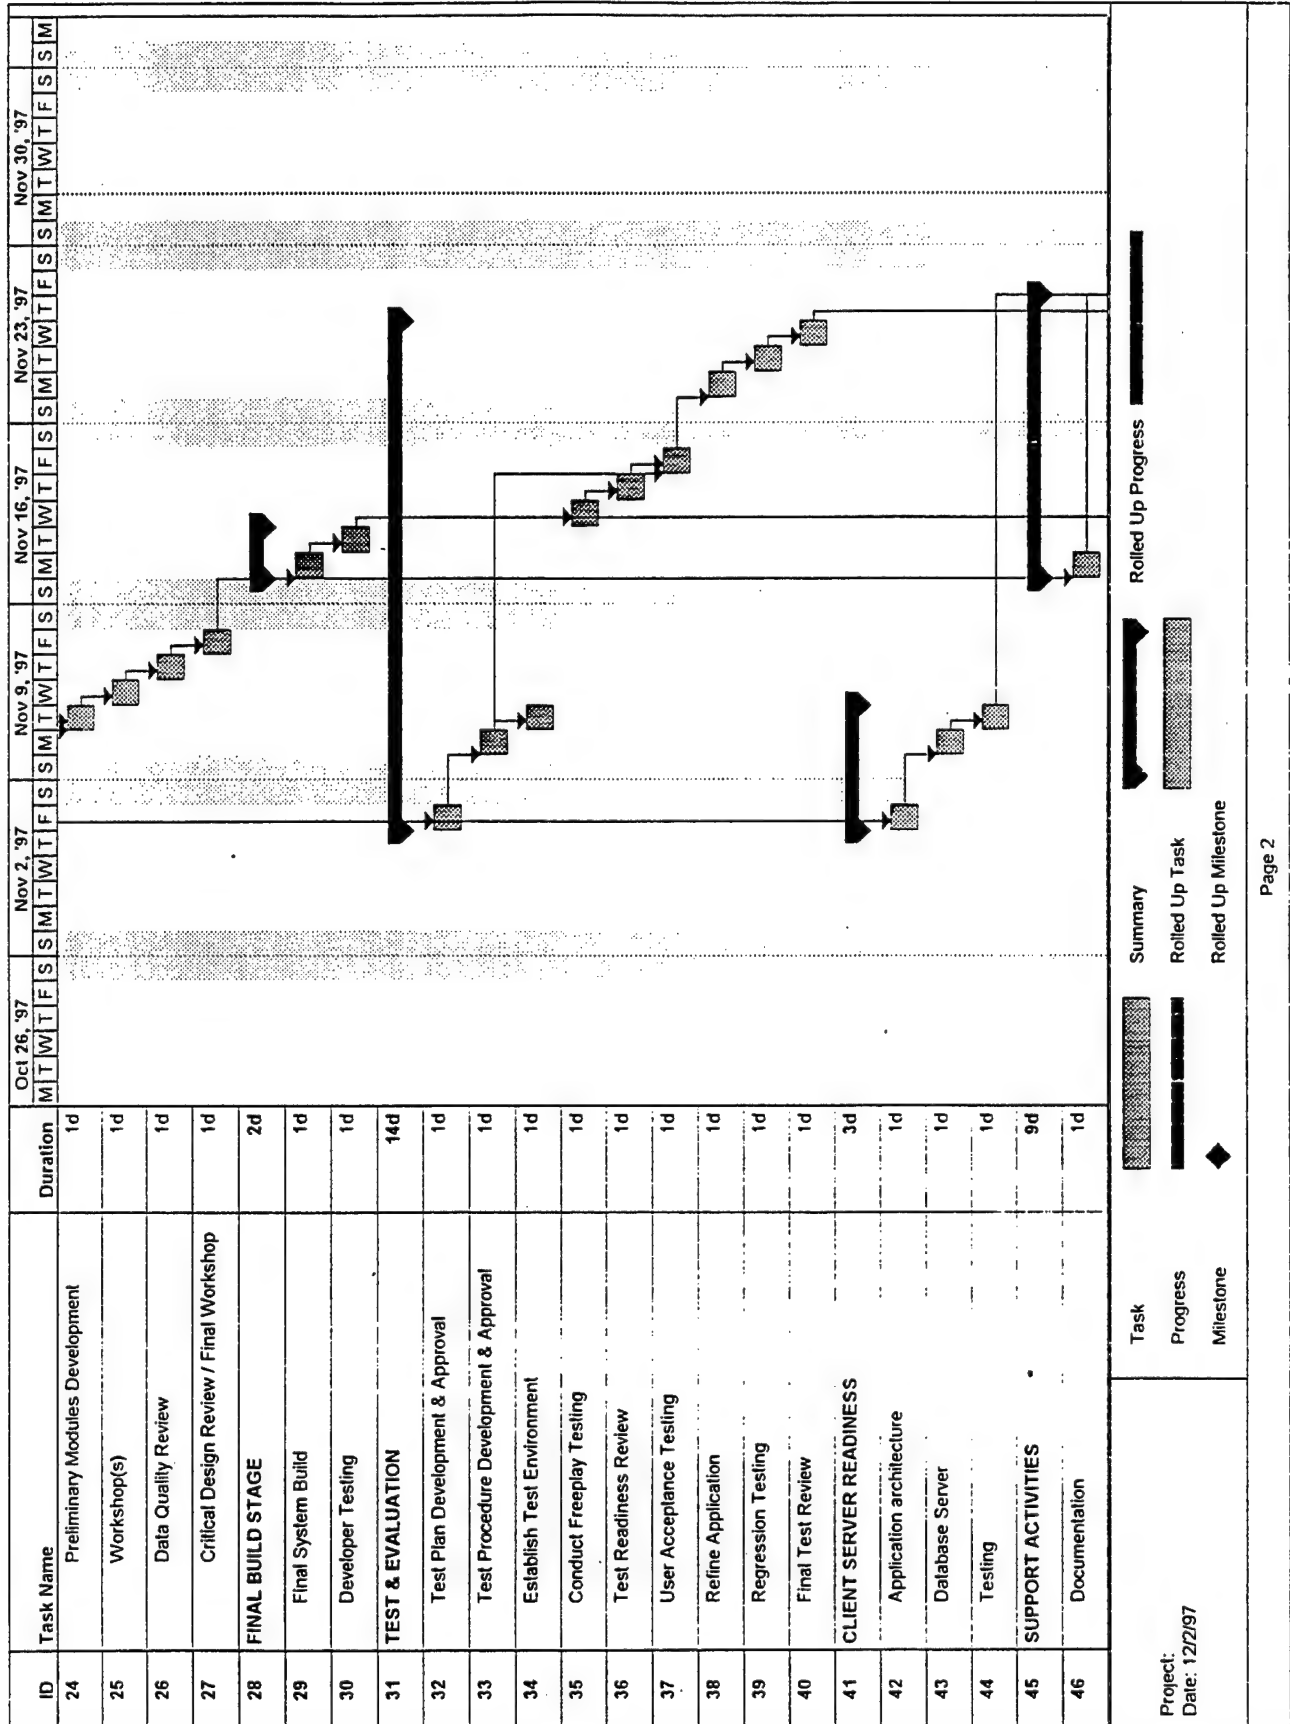 ID Task Name Duration Oct 26, '97 Nov 2, '97 Nov 9, '97 Nov 16, '97 Nov 23, '97 Nov 30, '97
M T W T F S S M T W T F S S M T W T F S S M T W T F S S M T W T F S S M T W T F S S M
24 Preliminary Modules Development 1d
25 Workshop(s) 1d
26 Data Quality Review 1d
27 Critical Design Review / Final Workshop 1d
28 FINAL BUILD STAGE 2d
29 Final System Build 1d
30 Developer Testing 1d
31 TEST & EVALUATION 14d
32 Test Plan Development & Approval 1d
33 Test Procedure Development & Approval 1d
34 Establish Test Environment 1d
35 Conduct Freeplay Testing 1d
36 Test Readiness Review 1d
37 User Acceptance Testing 1d
38 Refine Application 1d
39 Regression Testing 1d
40 Final Test Review 1d
41 CLIENT SERVER READINESS 3d
42 Application architecture 1d
43 Database Server 1d
44 Testing 1d
45 SUPPORT ACTIVITIES 9d
46 Documentation 1d
Project:
Date: 12/2/97
Task Summary Rolled Up Progress
Progress Rolled Up Task
Milestone Rolled Up Milestone
Page 2